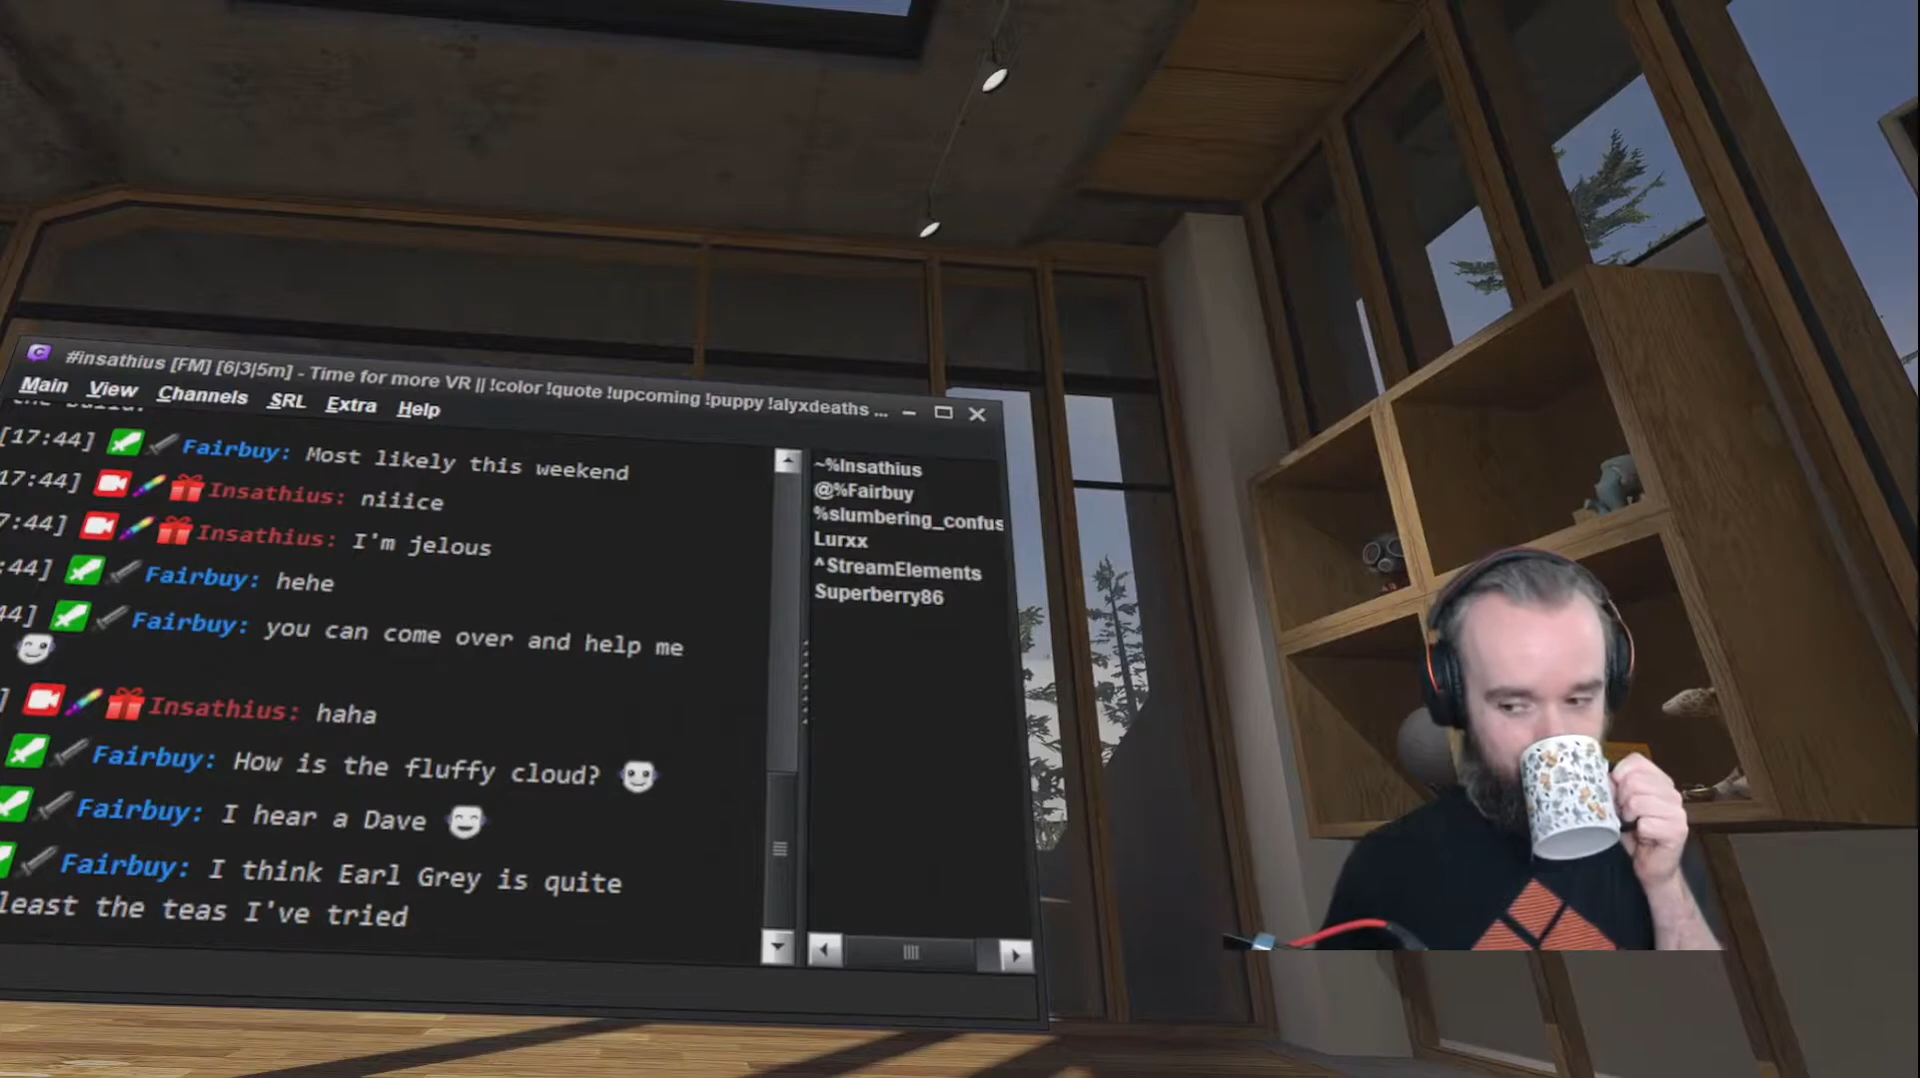 #insathius [FM] [6|3|5m] - Time for more VR || !color !quote !upcoming !puppy !alyxdeaths ...
Main View Channels SRL Extra Help
[17:44] Fairbuy: Most likely this weekend
17:44] Insathius: niiice
7:44] Insathius: I'm jelous
:44] Fairbuy: hehe
44] Fairbuy: you can come over and help me
] Insathius: haha
Fairbuy: How is the fluffy cloud?
Fairbuy: I hear a Dave
Fairbuy: I think Earl Grey is quite
least the teas I've tried
~%Insathius
@%Fairbuy
%slumbering_confus
Lurxx
^StreamElements
Superberry86